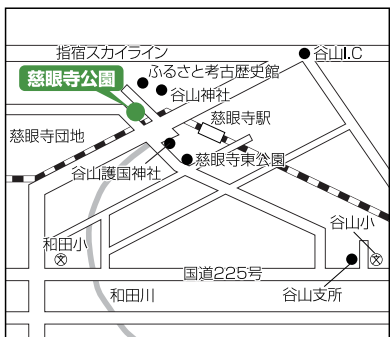 指宿スカイライン
谷山I.C
ふるさと考古歴史館
慈眼寺公園
谷山神社
慈眼寺駅
慈眼寺団地
慈眼寺東公園
谷山護国神社
谷山小
和田小
国道225号
和田川
谷山支所